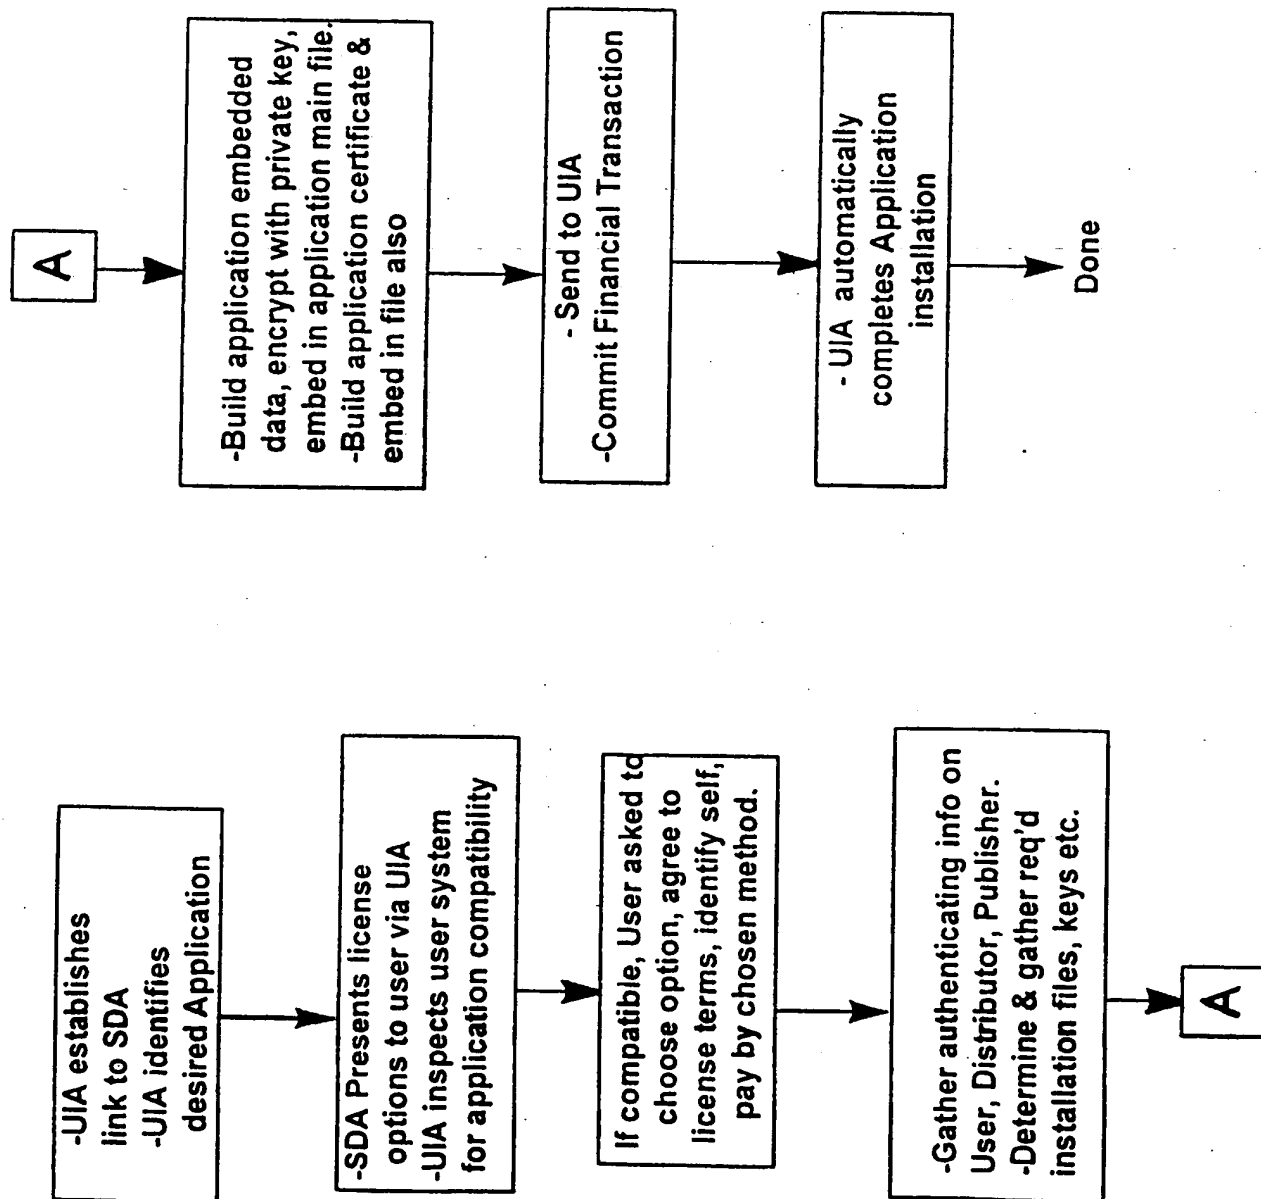 -UIA establishes
link to SDA
-UIA identifies
desired Application
-SDA Presents license
options to user via UIA
-UIA inspects user system
for application compatibility
If compatible, User asked to
choose option, agree to
license terms, identify self,
pay by chosen method.
-Gather authenticating info on
User, Distributor, Publisher.
-Determine & gather req'd
installation files, keys etc.
A
A
-Build application embedded
data, encrypt with private key,
embed in application main file.
-Build application certificate &
embed in file also
- Send to UIA
-Commit Financial Transaction
- UIA automatically
completes Application
installation
Done